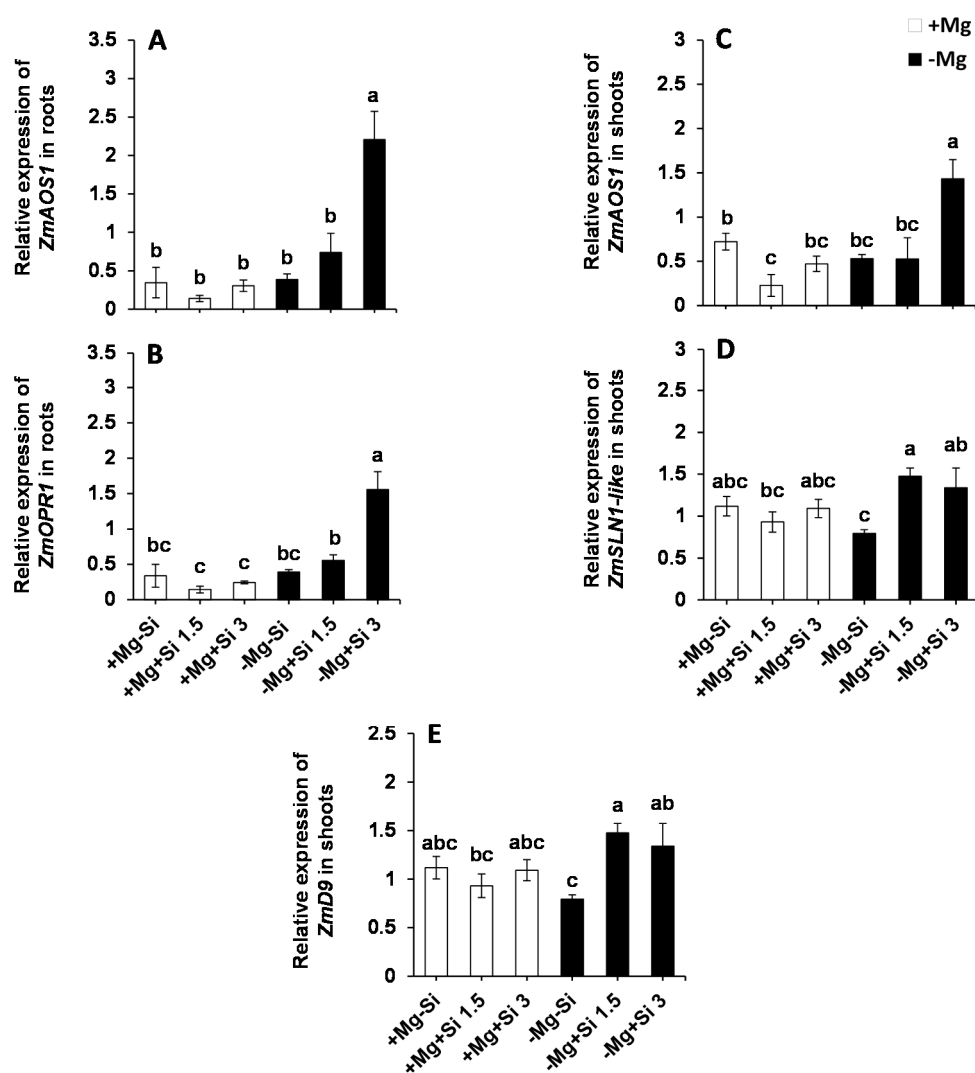 A
3.5
3
2.5
2
1.5
1
0.5
0
Relative expression of
ZmAOS1 in roots
b
b
b
b
b
a
C
+Mg
-Mg
3
2.5
2
1.5
1
0.5
0
Relative expression of
ZmAOS1 in shoots
b
c
bc
bc
bc
a
B
3.5
3
2.5
2
1.5
1
0.5
0
Relative expression of
ZmOPR1 in roots
bc
c
c
bc
b
a
+Mg-Si
+Mg+Si 1.5
+Mg+Si 3
-Mg-Si
-Mg+Si 1.5
-Mg+Si 3
D
3
2.5
2
1.5
1
0.5
0
Relative expression of
ZmSLN1-like in shoots
abc
bc
abc
c
a
ab
+Mg-Si
+Mg+Si 1.5
+Mg+Si 3
-Mg-Si
-Mg+Si 1.5
-Mg+Si 3
E
2.5
2
1.5
1
0.5
0
Relative expression of
ZmD9 in shoots
abc
bc
abc
c
a
ab
+Mg-Si
+Mg+Si 1.5
+Mg+Si 3
-Mg-Si
-Mg+Si 1.5
-Mg+Si 3